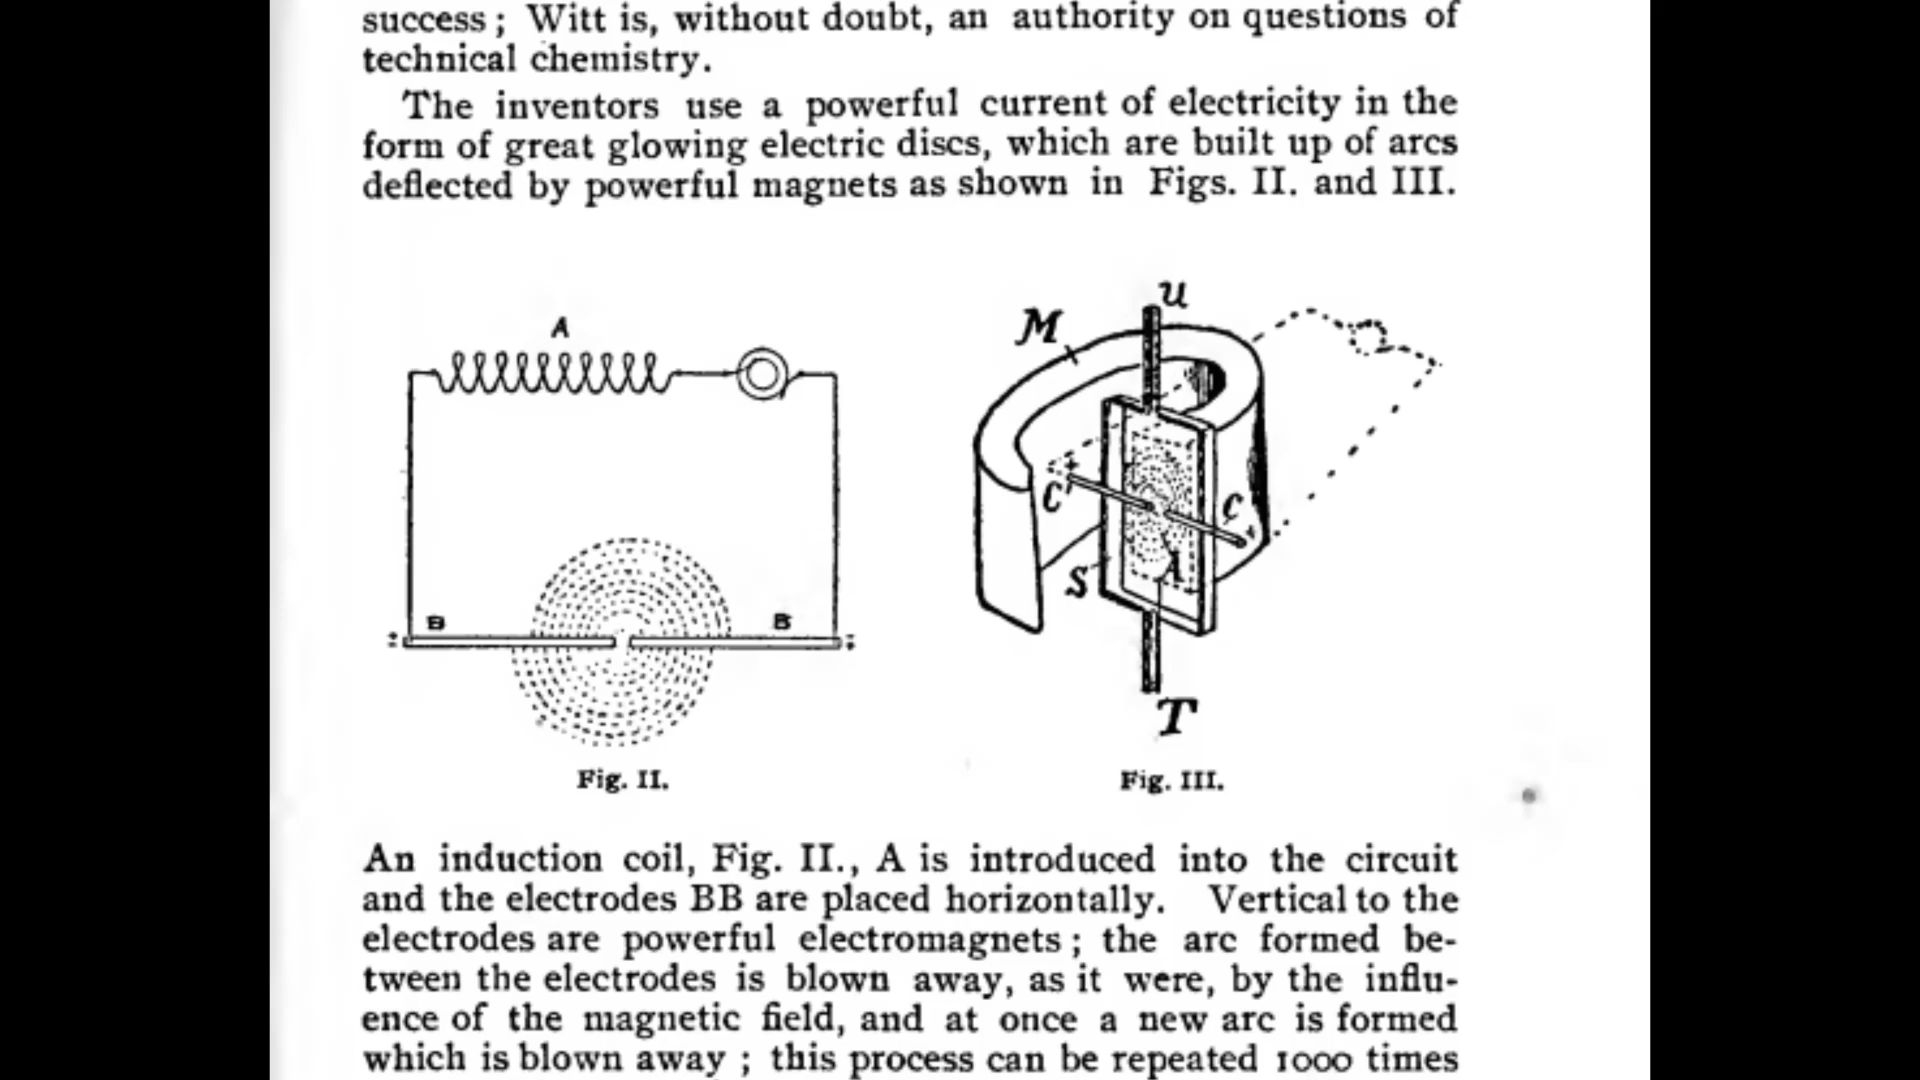 success; Witt is, without doubt, an authority on questions of
technical chemistry.
The inventors use a powerful current of electricity in the
form of great glowing electric discs, which are built up of arcs
deflected by powerful magnets as shown in Figs. II. and III.
A
B B
Fig. II.
M U
C C
S A
T
Fig. III.
An induction coil, Fig. II., A is introduced into the circuit
and the electrodes BB are placed horizontally. Vertical to the
electrodes are powerful electromagnets; the arc formed be-
tween the electrodes is blown away, as it were, by the influ-
ence of the magnetic field, and at once a new arc is formed
which is blown away; this process can be repeated 1000 times